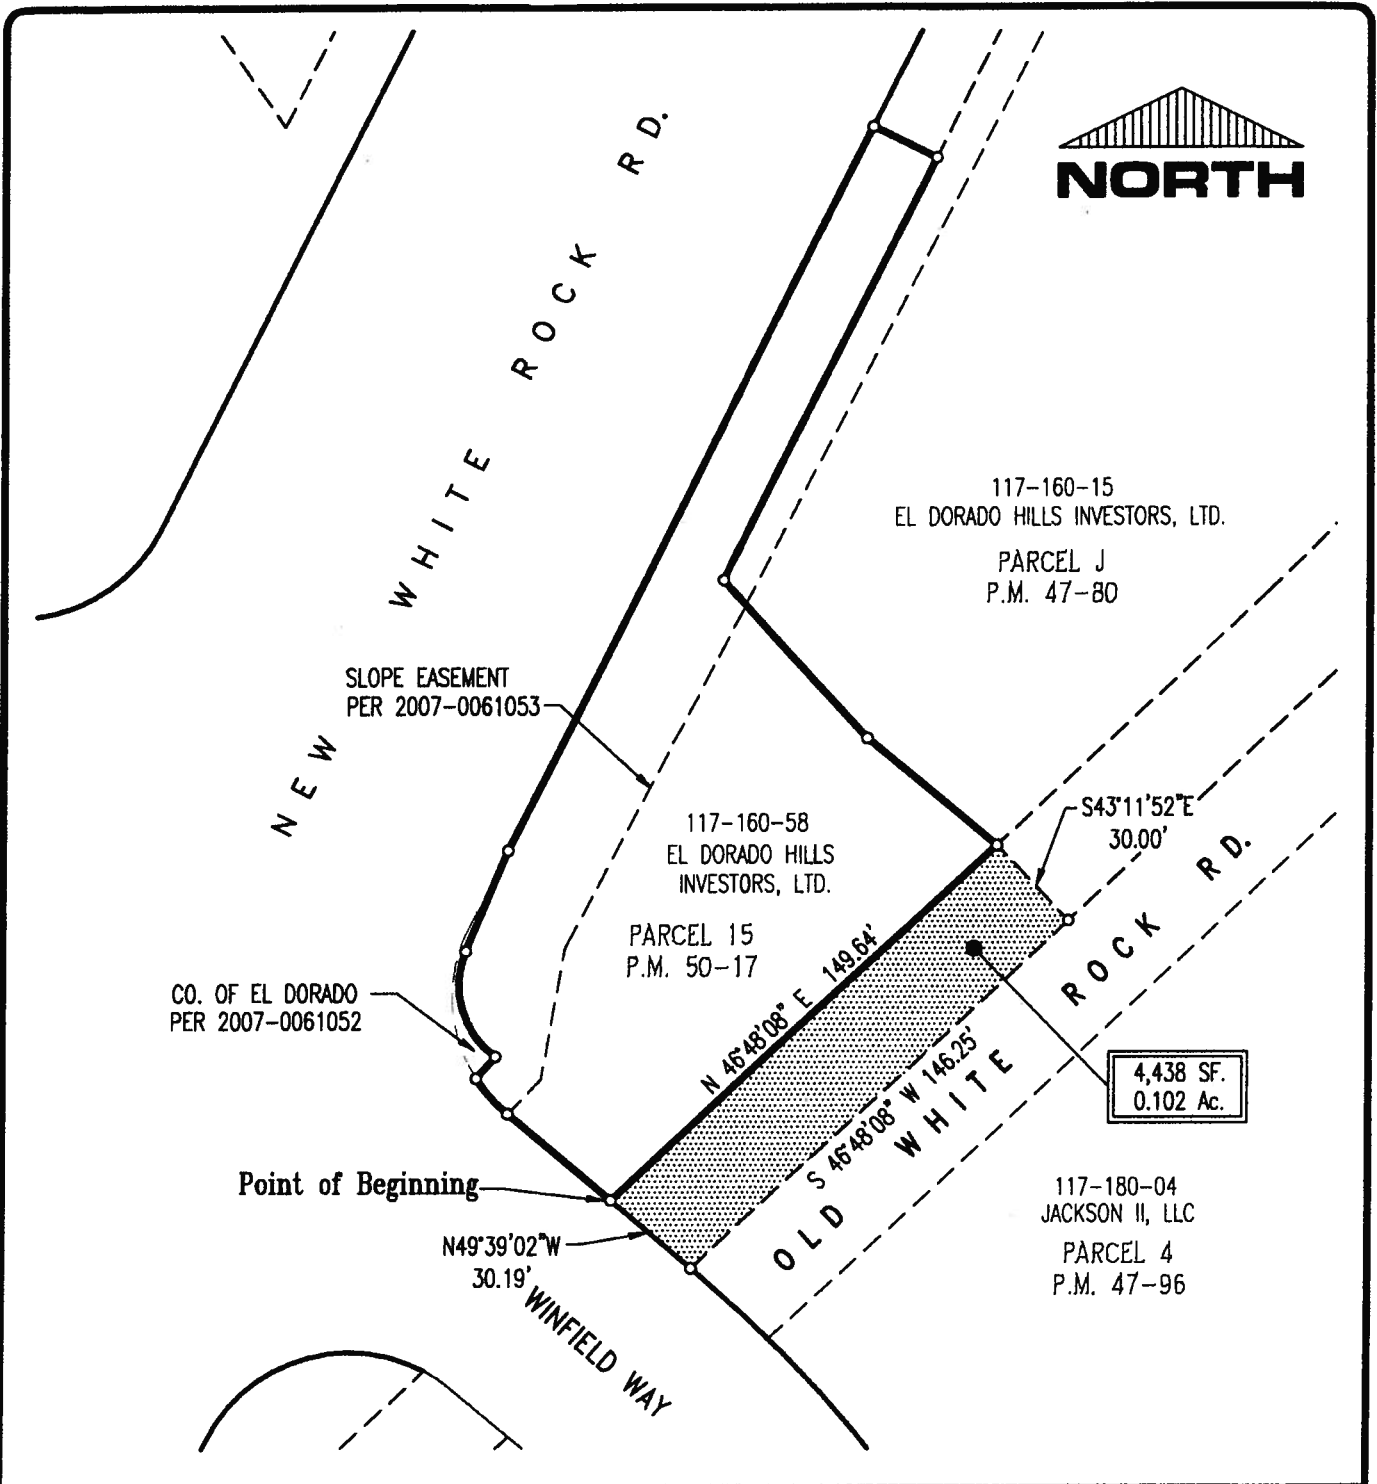 NORTH
NEW WHITE ROCK RD.
117-160-15
EL DORADO HILLS INVESTORS, LTD.
PARCEL J
P.M. 47-80
SLOPE EASEMENT
PER 2007-0061053
117-160-58
EL DORADO HILLS
INVESTORS, LTD.
PARCEL 15
P.M. 50-17
S43°11'52"E
30.00'
CO. OF EL DORADO
PER 2007-0061052
N 46°48'08" E 149.64'
S 46°48'08" W 146.25'
OLD WHITE ROCK RD.
4,438 SF.
0.102 Ac.
Point of Beginning
N49°39'02"W
30.19'
WINFIELD WAY
117-180-04
JACKSON II, LLC
PARCEL 4
P.M. 47-96